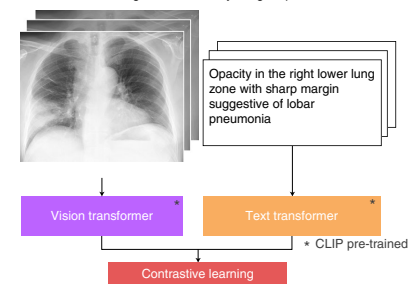 Opacity in the right lower lung
zone with sharp margin
suggestive of lobar
pneumonia
Vision transformer *
Text transformer *
* CLIP pre-trained
Contrastive learning